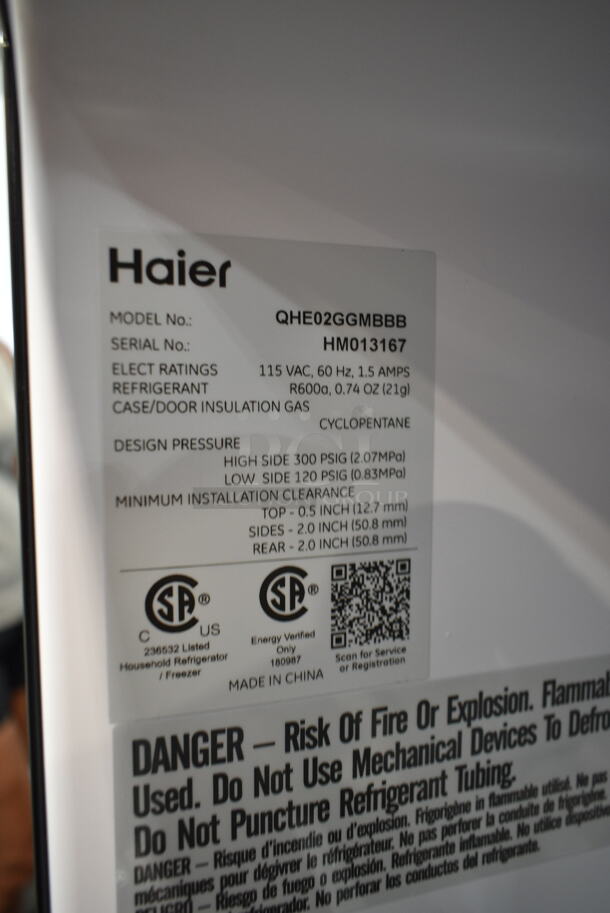 Haier
MODEL No.: QHE02GGMBBB
SERIAL No.: HM013167
ELECT RATINGS 115 VAC, 60 Hz, 1.5 AMPS
REFRIGERANT R600a, 0.74 OZ (21g)
CASE/DOOR INSULATION GAS
CYCLOPENTANE
DESIGN PRESSURE
HIGH SIDE 300 PSIG (2.07MPa)
LOW SIDE 120 PSIG (0.83MPa)
MINIMUM INSTALLATION CLEARANCE
TOP - 0.5 INCH (12.7 mm)
SIDES - 2.0 INCH (50.8 mm)
REAR - 2.0 INCH (50.8 mm)
SA ® SA ®
C US
236532 Listed
Household Refrigerator
/ Freezer
Energy Verified
Only
180987
Scan for Service
or Registration
MADE IN CHINA
DANGER – Risk Of Fire Or Explosion.
Used. Do Not Use Mechanical Devices To
Do Not Puncture Refrigerant Tubing.
DANGER – Risque d'incendie ou d'explosion. Frigorigène in flammable utilisé. Ne pas
mécaniques pour dégivrer le réfrigérateur. Ne pas perforer la conduite de frigorigène.
PELIGRO – Riesgo de fuego o explosión. Refrigerante inflamable. No utilice
No perforar los conductos del refrigerante.